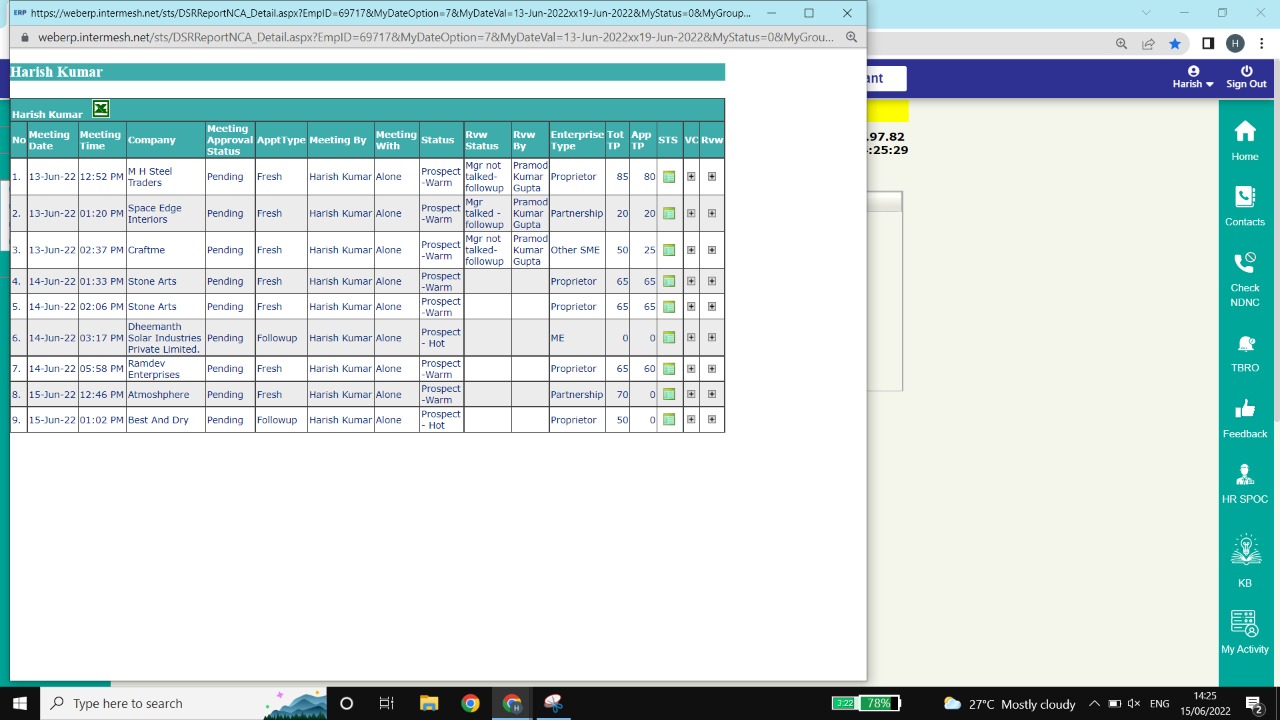 ERP https://weberp.intermesh.net/sts/DSRReportNCA_Detail.aspx?EmpID=69717&MyDateOption=7&MyDateVal=13-Jun-2022xx19-Jun-2022&MyStatus=0&MyGroup...
weberp.intermesh.net/sts/DSRReportNCA_Detail.aspx?EmpID=69717&MyDateOption=7&MyDateVal=13-Jun-2022xx19-Jun-2022&MyStatus=0&MyGrou...
Harish Kumar
Harish Kumar
No Meeting Date Meeting Time Company Meeting Approval Status ApptType Meeting By Meeting With Status Rvw Status Rvw By Enterprise Type Tot TP App TP STS VC Rvw
1. 13-Jun-22 12:52 PM M H Steel Traders Pending Fresh Harish Kumar Alone Prospect -Warm Mgr not talked- followup Pramod Kumar Gupta Proprietor 85 80
2. 13-Jun-22 01:20 PM Space Edge Interiors Pending Fresh Harish Kumar Alone Prospect -Warm Mgr talked - followup Pramod Kumar Gupta Partnership 20 20
3. 13-Jun-22 02:37 PM Craftme Pending Fresh Harish Kumar Alone Prospect -Warm Mgr not talked- followup Pramod Kumar Gupta Other SME 50 25
4. 14-Jun-22 01:33 PM Stone Arts Pending Fresh Harish Kumar Alone Prospect -Warm Proprietor 65 65
5. 14-Jun-22 02:06 PM Stone Arts Pending Fresh Harish Kumar Alone Prospect -Warm Proprietor 65 65
6. 14-Jun-22 03:17 PM Dheemanth Solar Industries Private Limited. Pending Followup Harish Kumar Alone Prospect - Hot ME 0 0
7. 14-Jun-22 05:58 PM Ramdev Enterprises Pending Fresh Harish Kumar Alone Prospect -Warm Proprietor 65 60
8. 15-Jun-22 12:46 PM Atmoshphere Pending Fresh Harish Kumar Alone Prospect -Warm Partnership 70 0
9. 15-Jun-22 01:02 PM Best And Dry Pending Followup Harish Kumar Alone Prospect - Hot Proprietor 50 0
H
ant
Harish
Sign Out
.97.82
:25:29
Home
Contacts
Check
NDNC
TBRO
Feedback
HR SPOC
KB
My Activity
Type here to search
3:22 78%
27°C Mostly cloudy
ENG
14:25
15/06/2022
2